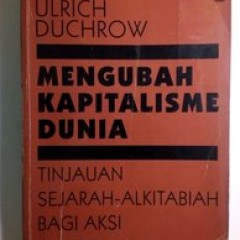 ULRICH
DUCHROW
MENGUBAH
KAPITALISME
DUNIA
TINJAUAN
SEJARAH-ALKITABIAH
BAGI AKSI